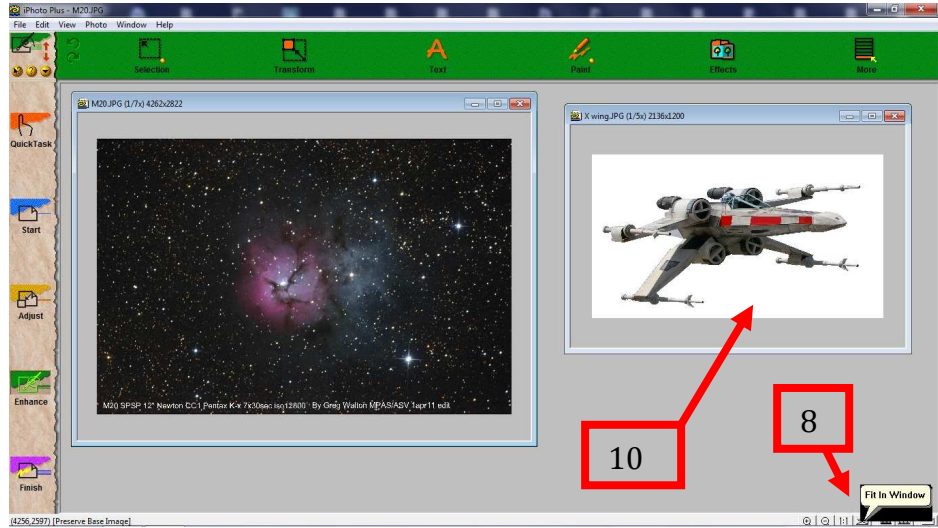 iPhoto Plus - M20.JPG
File Edit View Photo Window Help
Selection Transform Text Paint Effects More
M20.JPG (1/7x) 4262x2822
X wing.JPG (1/5x) 2136x1200
QuickTask
Start
Adjust
Enhance
Finish
M20 SPSP 12" Newton CC1 Pentax K-x 7x30sec iso12800 By Greg Walton MPAS/ASV 1apr11 edit
10
8
Fit In Window
(4256,2597) [Preserve Base Image]
1:1